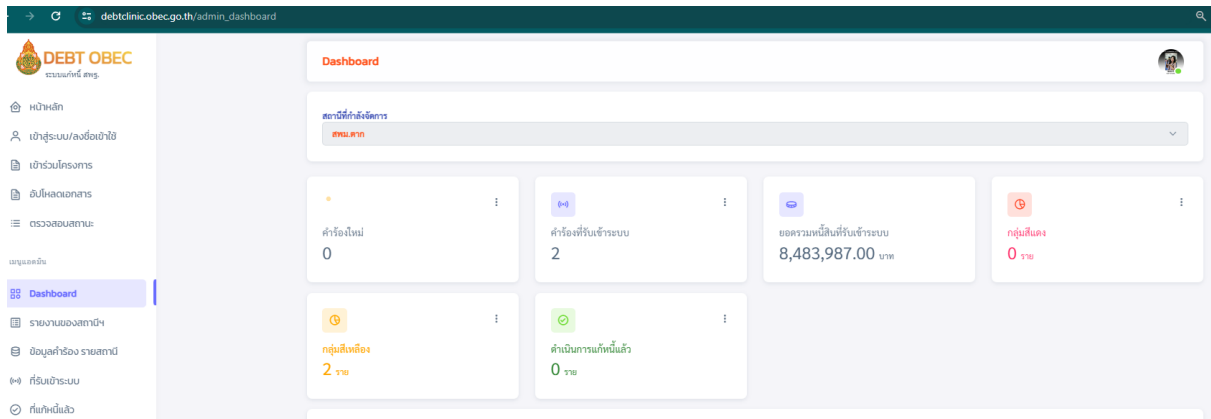 debtclinic.obec.go.th/admin_dashboard
DEBT OBEC
ระบบแก้หนี้ สพฐ.
หน้าหลัก
เข้าสู่ระบบ/ลงชื่อเข้าใช้
เข้าร่วมโครงการ
อัปโหลดเอกสาร
ตรวจสอบสถานะ
เมนูแอดมิน
Dashboard
รายงานของสถานีฯ
ข้อมูลคำร้อง รายสถานี
ที่รับเข้าระบบ
ที่แก้หนี้แล้ว
Dashboard
สถานีที่กำลังจัดการ
สพม.ตาก
คำร้องใหม่
0
คำร้องที่รับเข้าระบบ
2
ยอดรวมหนี้สินที่รับเข้าระบบ
8,483,987.00 บาท
กลุ่มสีแดง
0 ราย
กลุ่มสีเหลือง
2 ราย
ดำเนินการแก้หนี้แล้ว
0 ราย